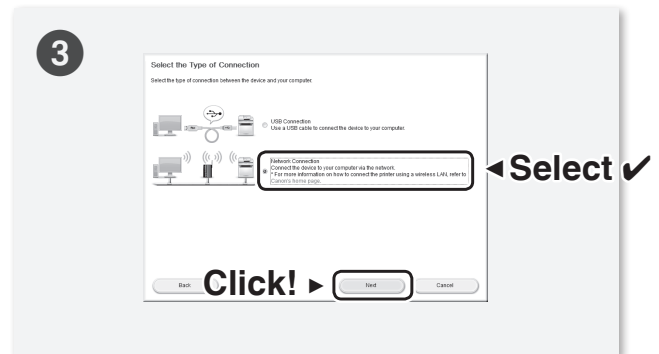 3
Select the Type of Connection
Select the type of connection between the device and your computer.
USB Connection
Use a USB cable to connect the device to your computer.
Network Connection
Connect the device to your computer via the network.
* For more information on how to connect the printer using a wireless LAN, refer to
Canon's home page.
◄Select ✔
Back
Click! ►
Next
Cancel